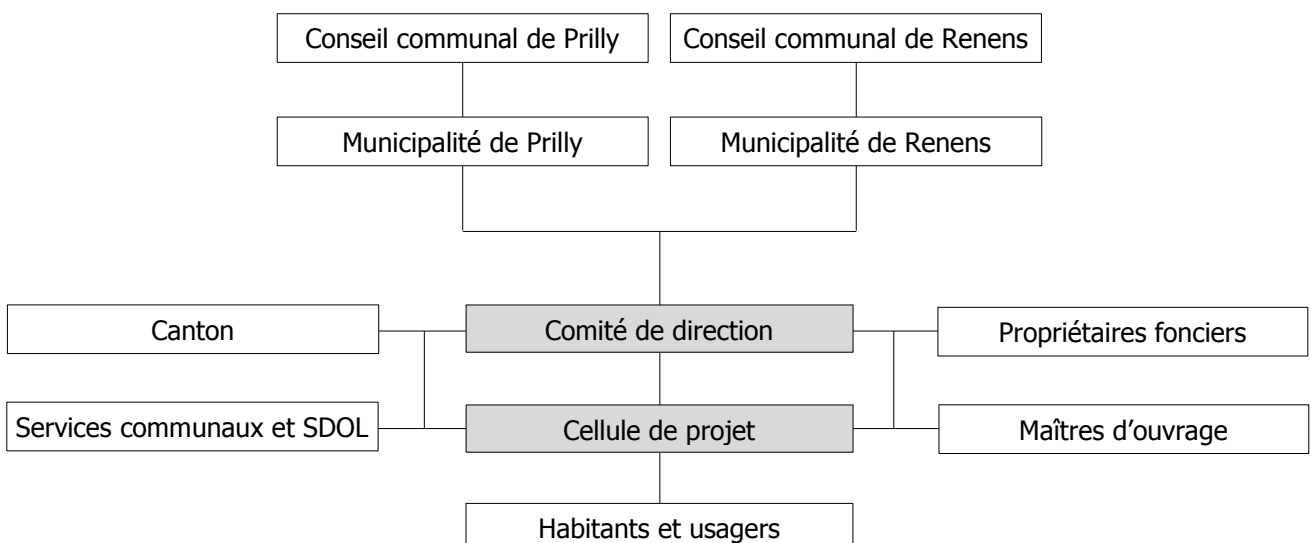 Conseil communal de Prilly
Conseil communal de Renens
Municipalité de Prilly
Municipalité de Renens
Canton
Comité de direction
Propriétaires fonciers
Services communaux et SDOL
Cellule de projet
Maîtres d’ouvrage
Habitants et usagers